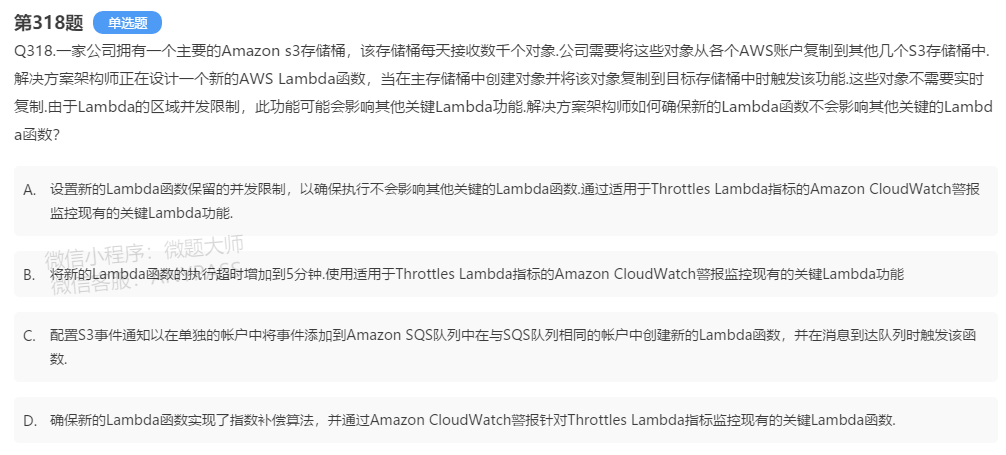 第318题 单选题
Q318.一家公司拥有一个主要的Amazon s3存储桶，该存储桶每天接收数千个对象.公司需要将这些对象从各个AWS账户复制到其他几个S3存储桶中.
解决方案架构师正在设计一个新的AWS Lambda函数，当在主存储桶中创建对象并将该对象复制到目标存储桶中时触发该功能.这些对象不需要实时
复制.由于Lambda的区域并发限制，此功能可能会影响其他关键Lambda功能.解决方案架构师如何确保新的Lambda函数不会影响其他关键的Lambd
a函数?
A. 设置新的Lambda函数保留的并发限制，以确保执行不会影响其他关键的Lambda函数.通过适用于Throttles Lambda指标的Amazon CloudWatch警报
监控现有的关键Lambda功能.
微信小程序：微题大师
B. 将新的Lambda函数的执行超时增加到5分钟.使用适用于Throttles Lambda指标的Amazon CloudWatch警报监控现有的关键Lambda功能
微信客服：
C. 配置S3事件通知以在单独的帐户中将事件添加到Amazon SQS队列中在与SQS队列相同的帐户中创建新的Lambda函数，并在消息到达队列时触发该函
数.
D. 确保新的Lambda函数实现了指数补偿算法，并通过Amazon CloudWatch警报针对Throttles Lambda指标监控现有的关键Lambda函数.